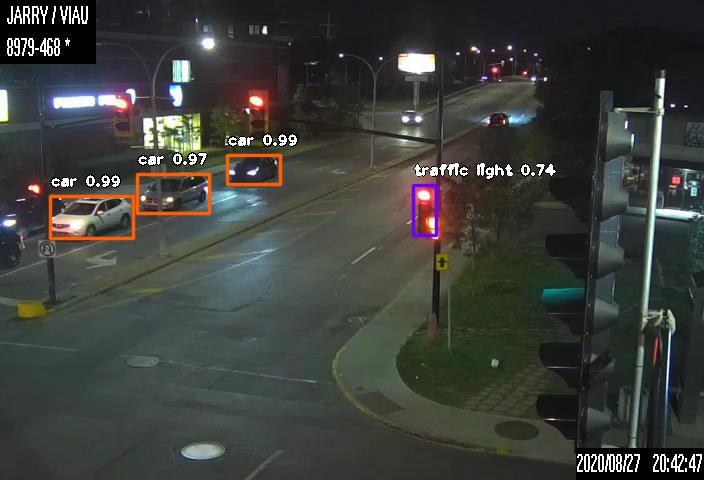 JARRY / VIAU
8979-468 *
car 0.99
car 0.97
car 0.99
traffic light 0.74
2020/08/27 20:42:47